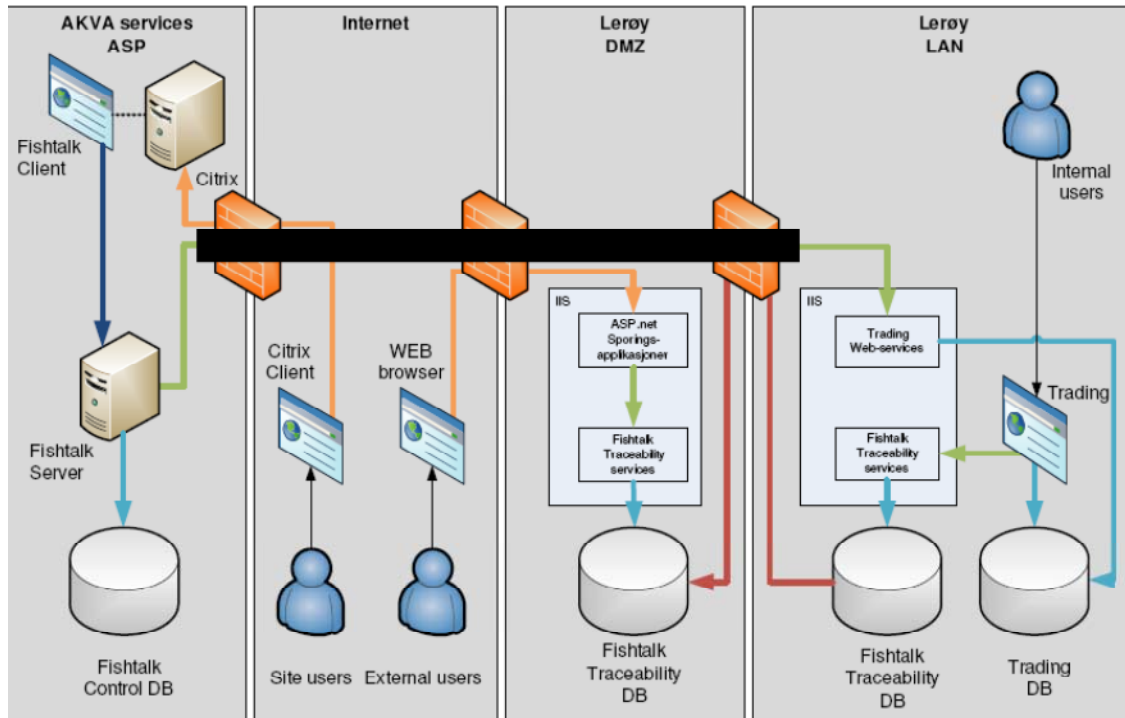 AKVA services
ASP
Internet
Lerøy
DMZ
Lerøy
LAN
Fishtalk
Client
Citrix
Internal
users
IIS
ASP.net
Sporings-
applikasjoner
IIS
Trading
Web-services
Citrix
Client
WEB
browser
Trading
Fishtalk
Server
Fishtalk
Traceability
services
Fishtalk
Traceability
services
Fishtalk
Control DB
Site users
External users
Fishtalk
Traceability
DB
Fishtalk
Traceability
DB
Trading
DB